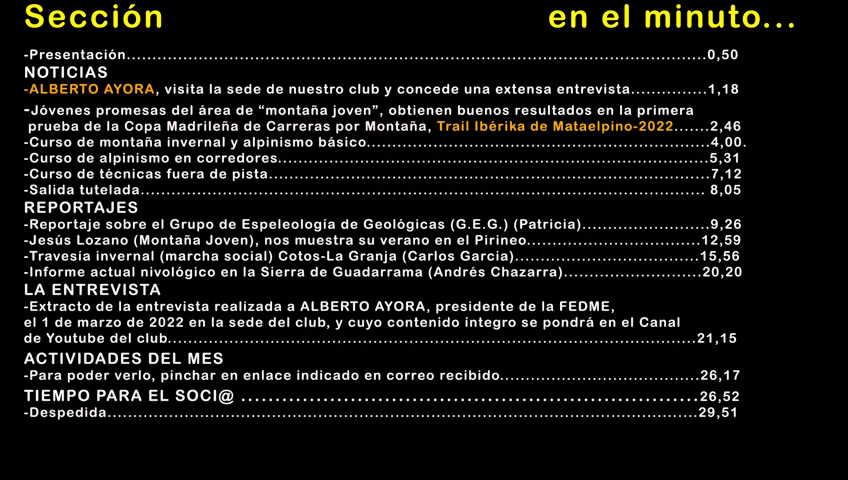 Sección en el minuto...
-Presentación....................................................................................................................0,50
NOTICIAS
-ALBERTO AYORA, visita la sede de nuestro club y concede una extensa entrevista...............1,18
-Jóvenes promesas del área de “montaña joven”, obtienen buenos resultados en la primera
prueba de la Copa Madrileña de Carreras por Montaña, Trail Ibérika de Mataelpino-2022.......2,46
-Curso de montaña invernal y alpinismo básico....................................................................4,00.
-Curso de alpinismo en corredores......................................................................................5,31
-Curso de técnicas fuera de pista........................................................................................7,12
-Salida tutelada................................................................................................................ 8,05
REPORTAJES
-Reportaje sobre el Grupo de Espeleología de Geológicas (G.E.G.) (Patricia).........................9,26
-Jesús Lozano (Montaña Joven), nos muestra su verano en el Pirineo..................................12,59
-Travesía invernal (marcha social) Cotos-La Granja (Carlos Garcia)....................................15,56
-Informe actual nivológico en la Sierra de Guadarrama (Andrés Chazarra)...........................20,20
LA ENTREVISTA
-Extracto de la entrevista realizada a ALBERTO AYORA, presidente de la FEDME,
el 1 de marzo de 2022 en la sede del club, y cuyo contenido íntegro se pondrá en el Canal
de Youtube del club.........................................................................................................21,15
ACTIVIDADES DEL MES
-Para poder verlo, pinchar en enlace indicado en correo recibido.......................................26,17
TIEMPO PARA EL SOCI@ ....................................................................26,52
-Despedida.....................................................................................................................29,51